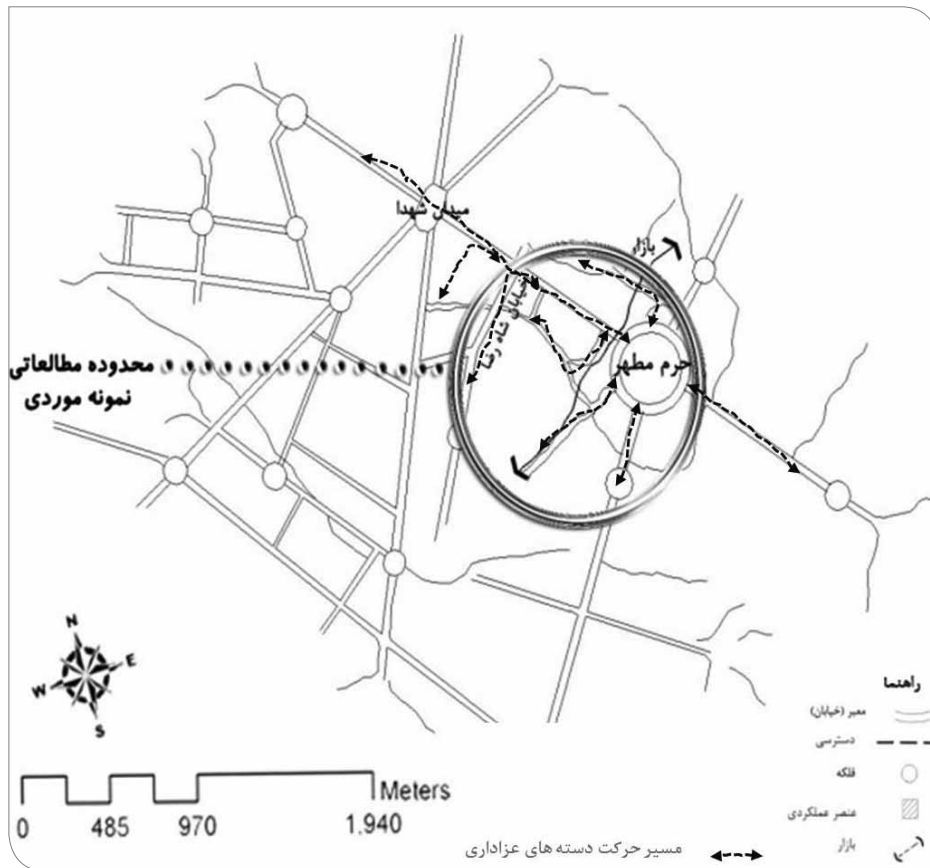 میدان شهدا
بازار
خیابان شاه رضا
حرم مطهر
محدوده مطالعاتی
نمونه موردی
N
E
W
S
راهنما
معبر (خیابان)
دسترسی
فلکه
عنصر عملکردی
بازار
Meters
0 485 970 1.940
مسیر حرکت دسته های عزاداری